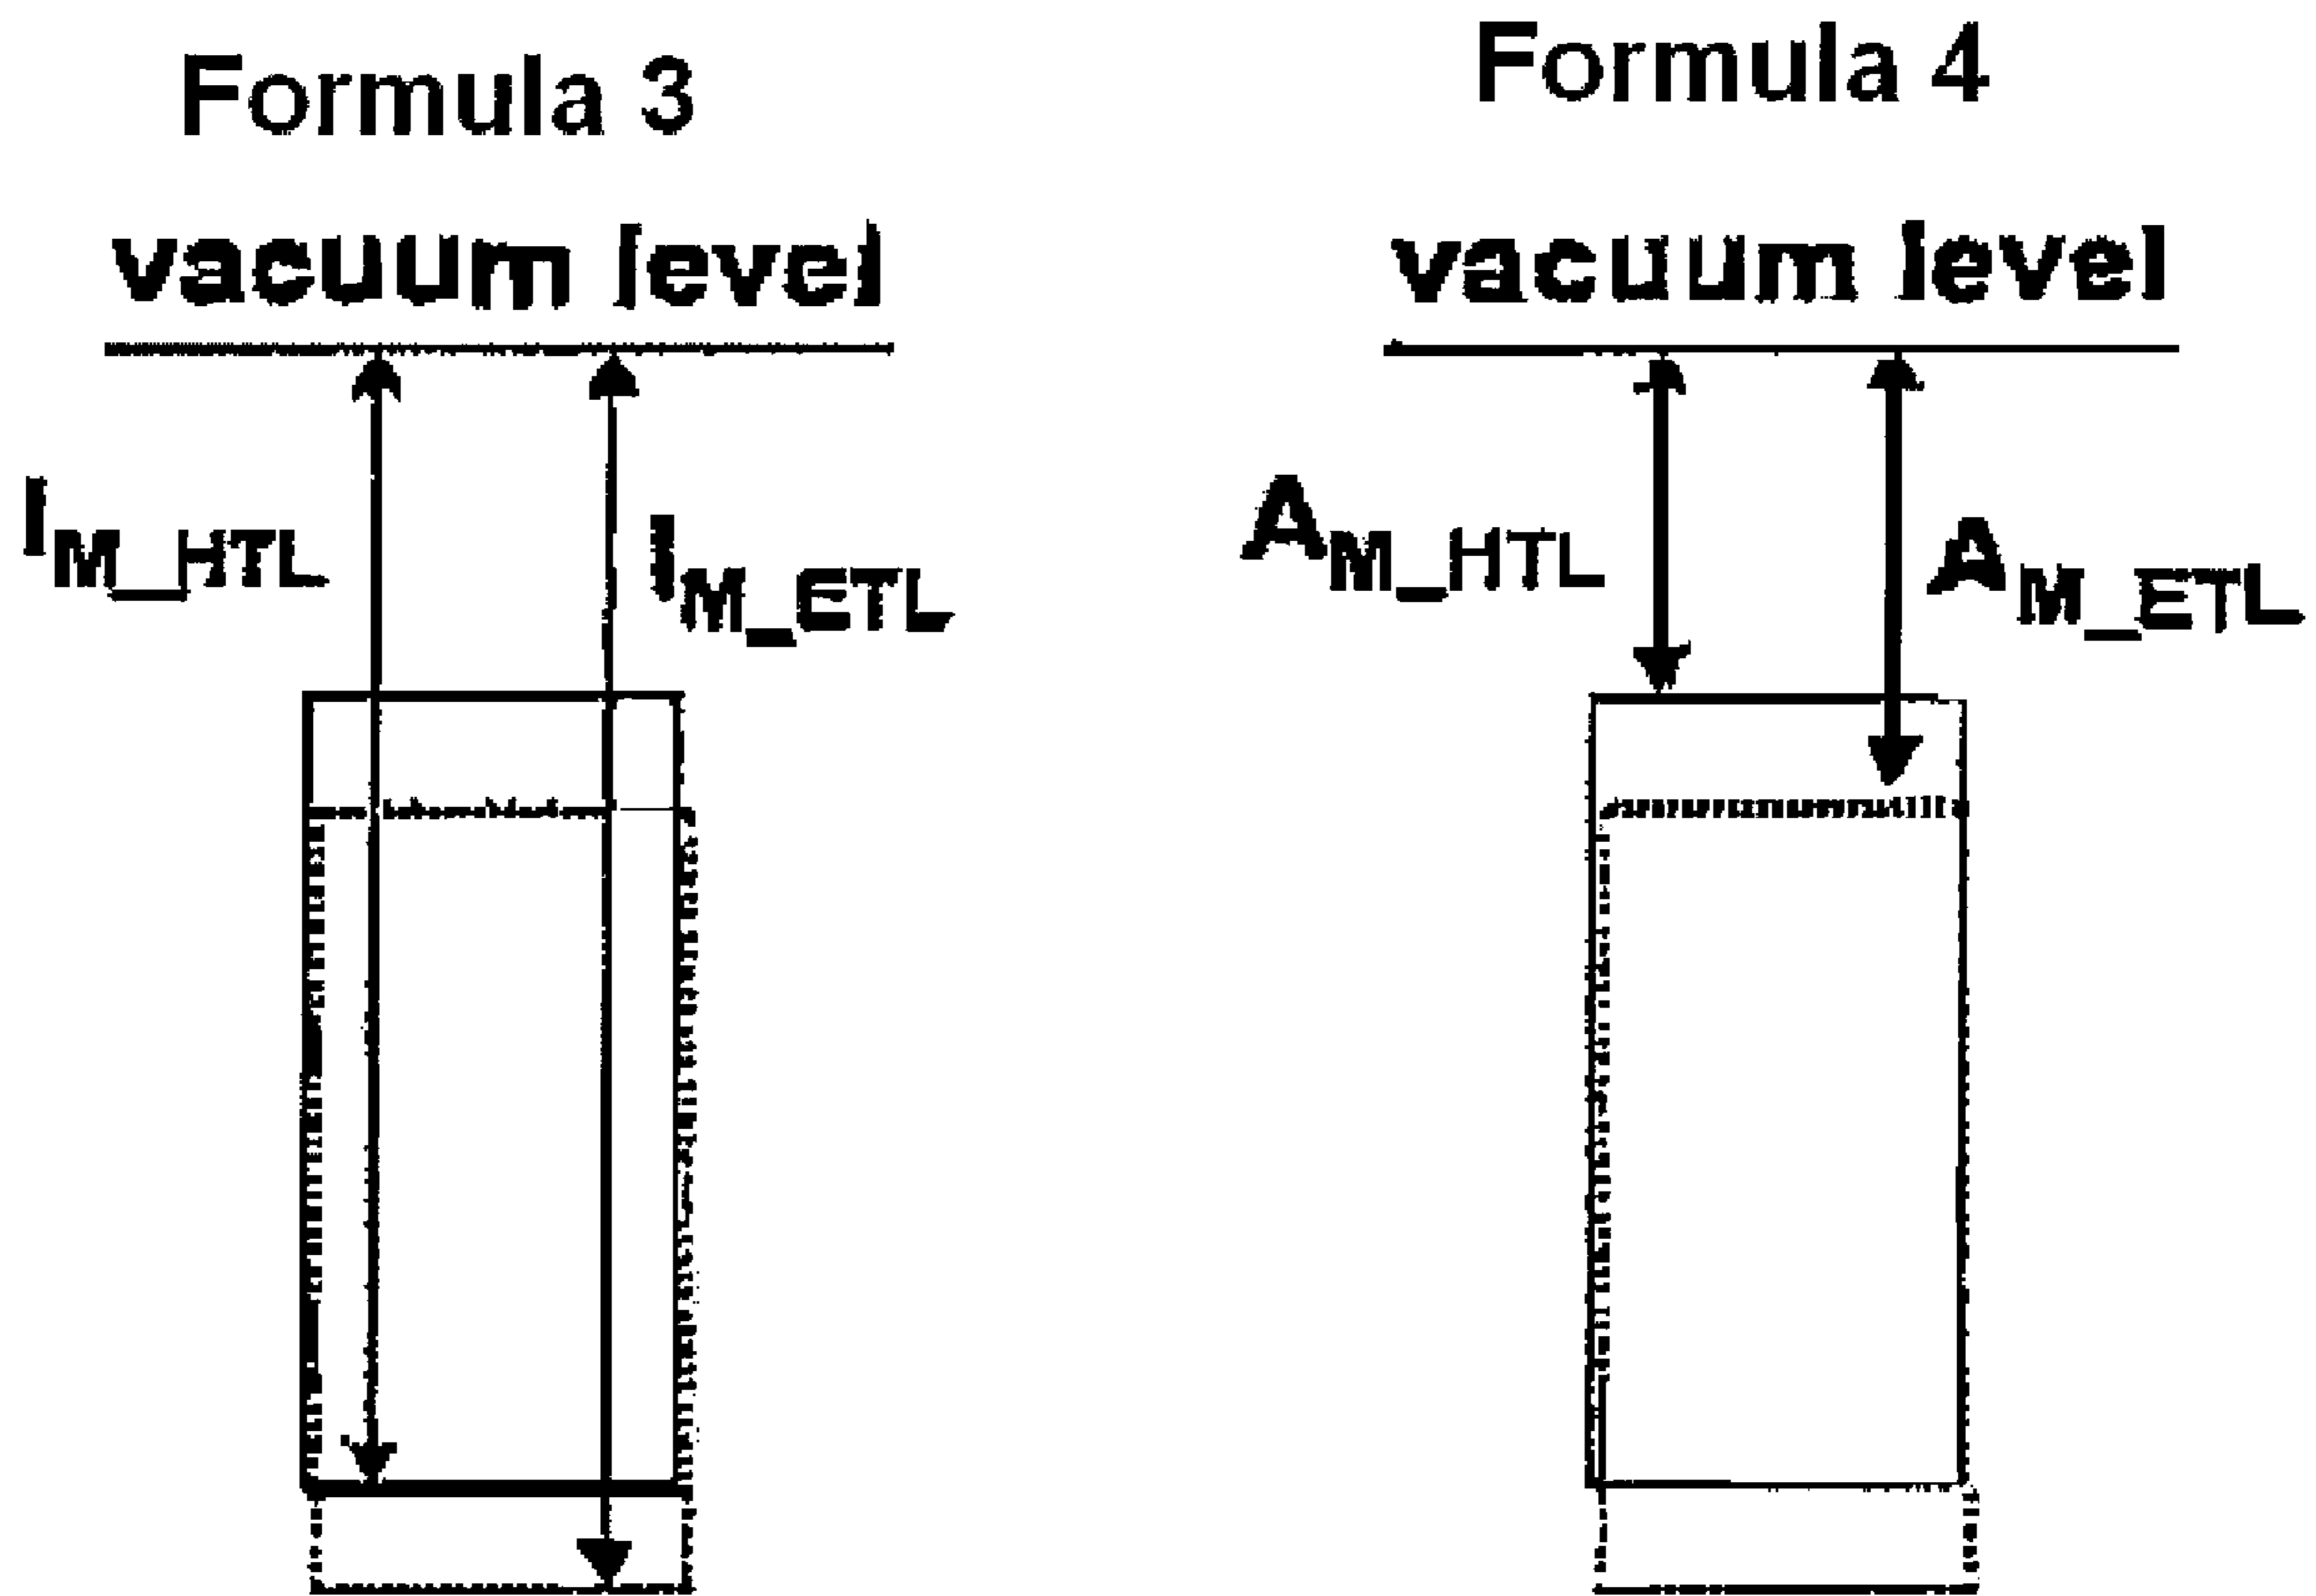 Formula 3
vacuum level
I_M_HTL
I_M_ETL
Formula 4
vacuum level
A_M_HTL
A_M_ETL